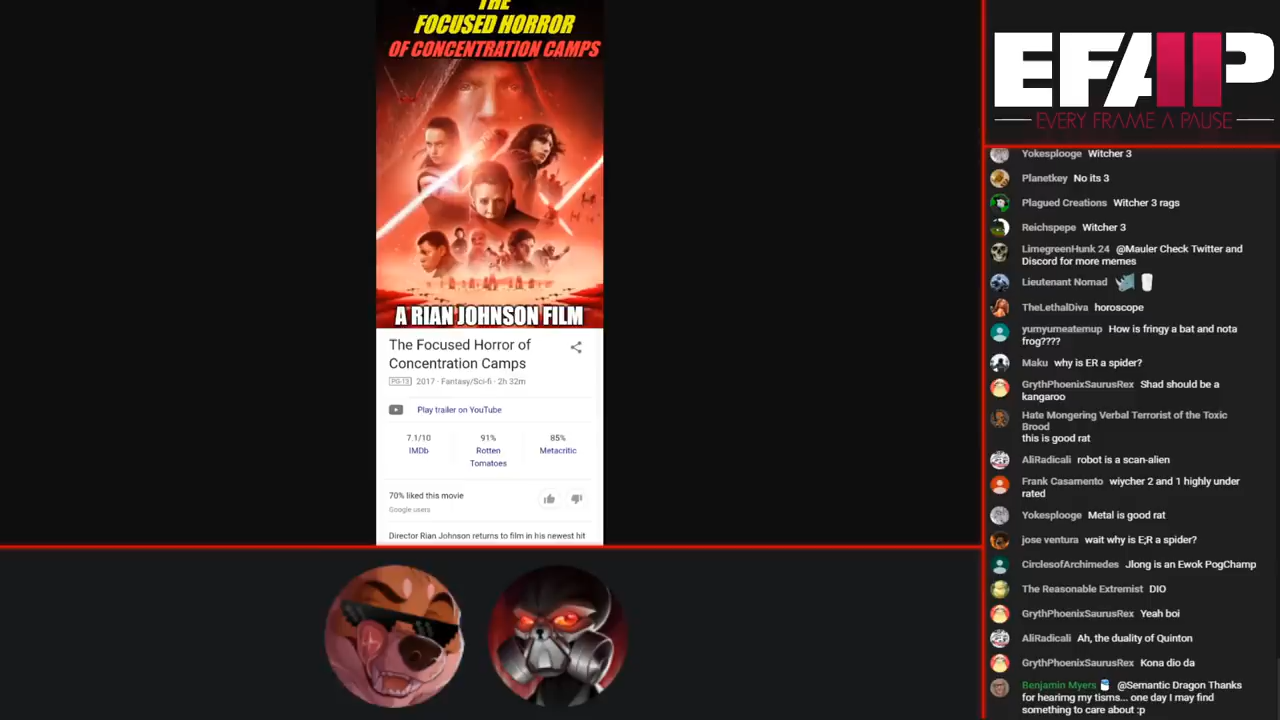 THE
FOCUSED HORROR
OF CONCENTRATION CAMPS
A RIAN JOHNSON FILM
The Focused Horror of
Concentration Camps
PG-13 2017 · Fantasy/Sci-fi · 2h 32m
Play trailer on YouTube
7.1/10
IMDb
91%
Rotten
Tomatoes
85%
Metacritic
70% liked this movie
Google users
Director Rian Johnson returns to film in his newest hit
EFAP
EVERY FRAME A PAUSE
Yokesplooge Witcher 3
Planetkey No its 3
Plagued Creations Witcher 3 rags
Reichspepe Witcher 3
LimegreenHunk 24 @Mauler Check Twitter and
Discord for more memes
Lieutenant Nomad
TheLethalDiva horoscope
yumyumeatemup How is fringy a bat and nota
frog????
Maku why is ER a spider?
GrythPhoenixSaurusRex Shad should be a
kangaroo
Hate Mongering Verbal Terrorist of the Toxic
Brood
this is good rat
AliRadicali robot is a scan-alien
Frank Casamento wiycher 2 and 1 highly under
rated
Yokesplooge Metal is good rat
jose ventura wait why is E;R a spider?
CirclesofArchimedes Jlong is an Ewok PogChamp
The Reasonable Extremist DIO
GrythPhoenixSaurusRex Yeah boi
AliRadicali Ah, the duality of Quinton
GrythPhoenixSaurusRex Kona dio da
Benjamin Myers @Semantic Dragon Thanks
for hearing my tisms... one day I may find
something to care about :p